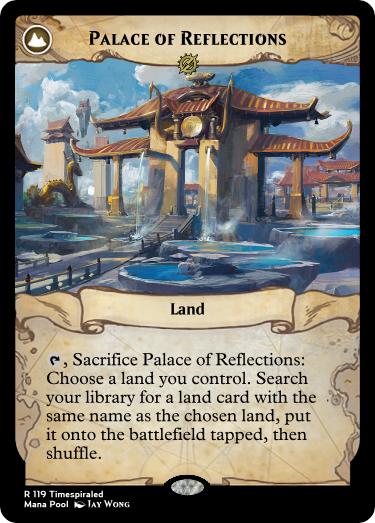 PALACE OF REFLECTIONS
Land
, Sacrifice Palace of Reflections:
Choose a land you control. Search
your library for a land card with the
same name as the chosen land, put
it onto the battlefield tapped, then
shuffle.
R 119 Timespiraled
Mana Pool JAY WONG